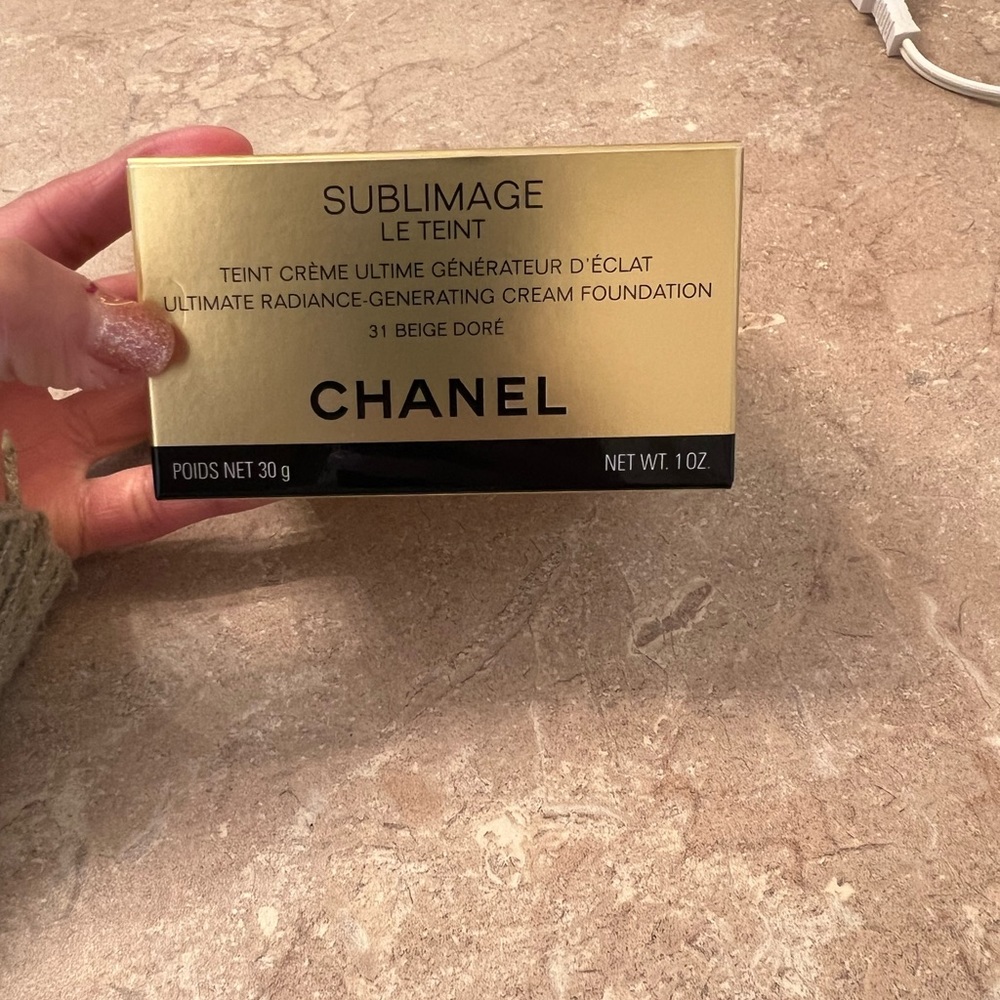 SUBLIMAGE
LE TEINT
TEINT CRÈME ULTIME GÉNÉRATEUR D'ÉCLAT
ULTIMATE RADIANCE-GENERATING CREAM FOUNDATION
31 BEIGE DORÉ
CHANEL
POIDS NET 30 g NET WT. 1 OZ.